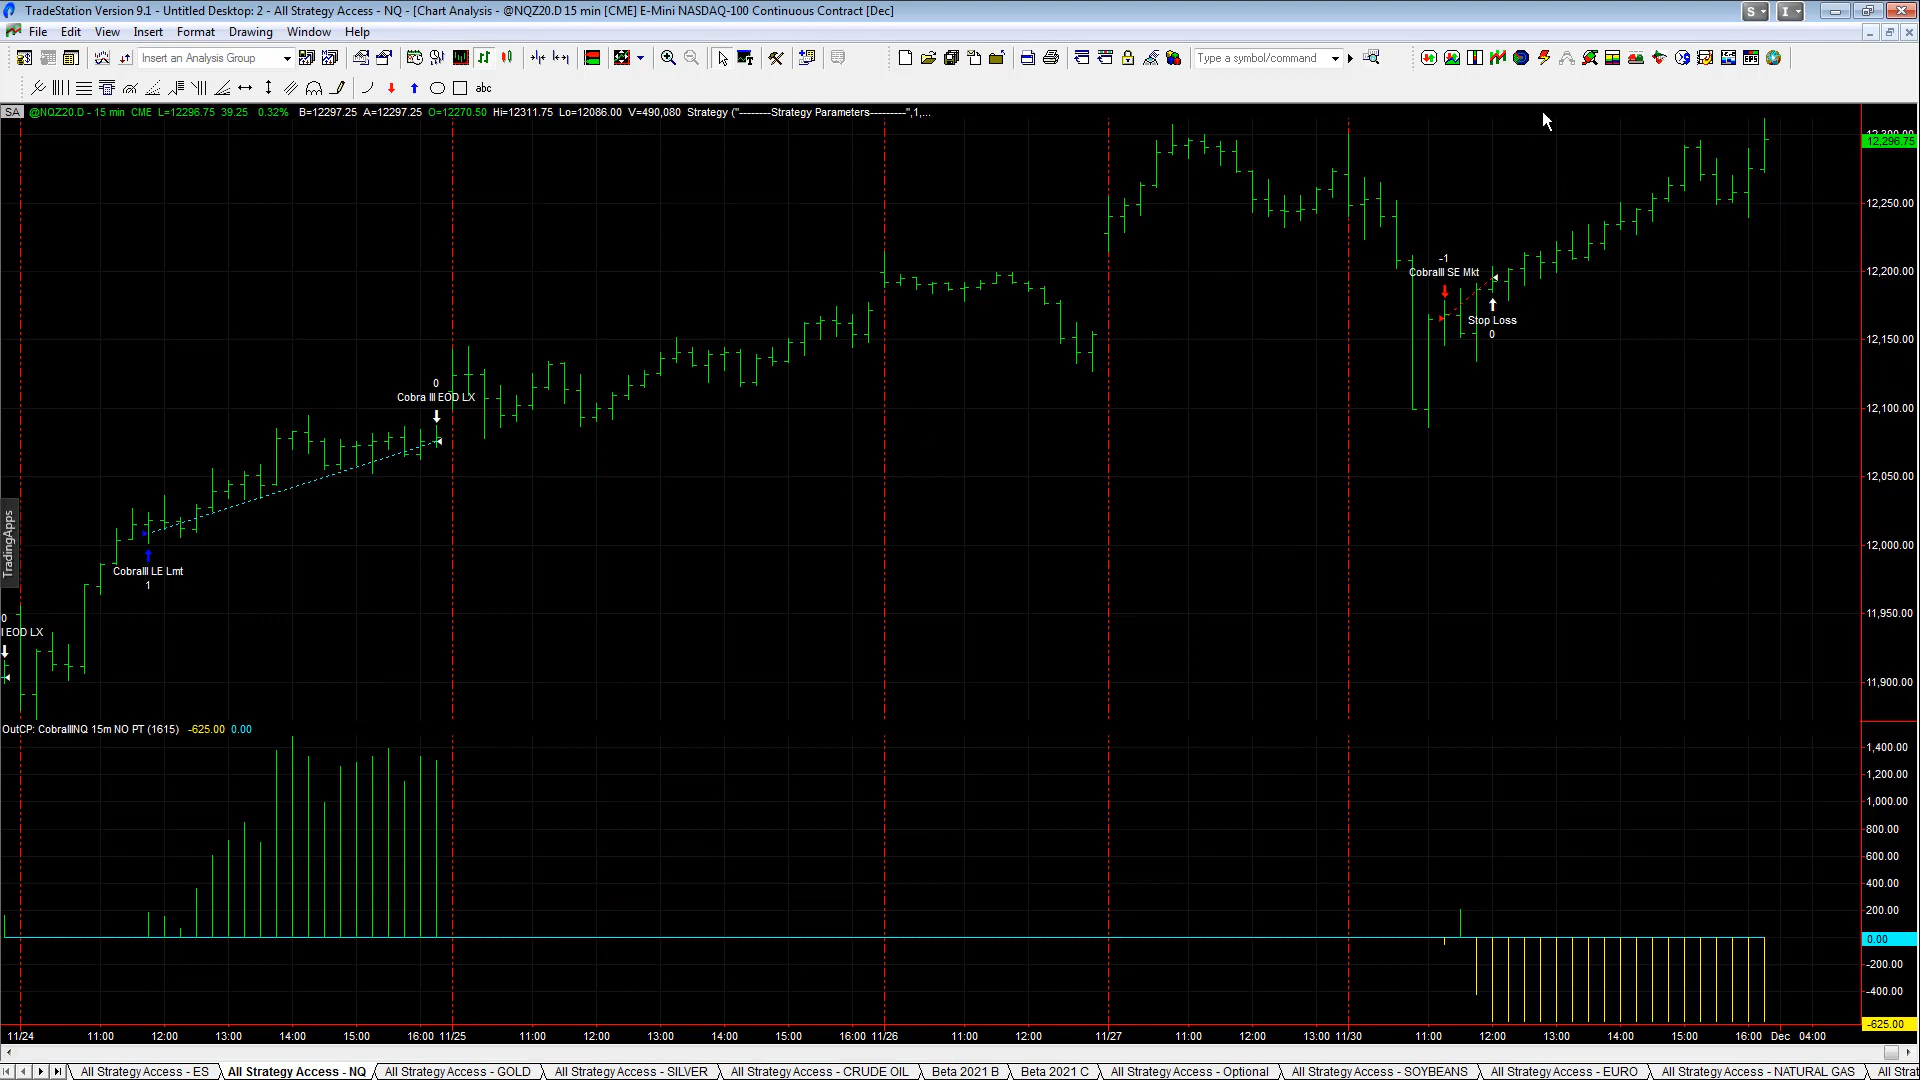 TradeStation Version 9.1 - Untitled Desktop: 2 - All Strategy Access - NQ - [Chart Analysis - @NQZ20.D 15 min [CME] E-Mini NASDAQ-100 Continuous Contract [Dec]
S I
File Edit View Insert Format Drawing Window Help
Insert an Analysis Group
Type a symbol/command
EPS
abc
SA @NQZ20.D - 15 min CME L=12296.75 39.25 0.32% B=12297.25 A=12297.25 O=12270.50 Hi=12311.75 Lo=12086.00 V=490,080 Strategy ("--------Strategy Parameters---------",1,...
12,296.75
12,250.00
12,200.00
12,150.00
12,100.00
12,050.00
12,000.00
11,950.00
11,900.00
-1
CobraIII SE Mkt
Stop Loss
0
0
Cobra III EOD LX
CobraIII LE Lmt
1
TradingApps
0
I EOD LX
OutCP: CobraIIINQ 15m NO PT (1615) -625.00 0.00
1,400.00
1,200.00
1,000.00
800.00
600.00
400.00
200.00
0.00
-200.00
-400.00
-625.00
11/24 11:00 12:00 13:00 14:00 15:00 16:00 11/25 11:00 12:00 13:00 14:00 15:00 16:00 11/26 11:00 12:00 11/27 11:00 12:00 13:00 11/30 11:00 12:00 13:00 14:00 15:00 16:00 Dec 04:00
All Strategy Access - ES All Strategy Access - NQ All Strategy Access - GOLD All Strategy Access - SILVER All Strategy Access - CRUDE OIL Beta 2021 B Beta 2021 C All Strategy Access - Optional All Strategy Access - SOYBEANS All Strategy Access - EURO All Strategy Access - NATURAL GAS All Strat